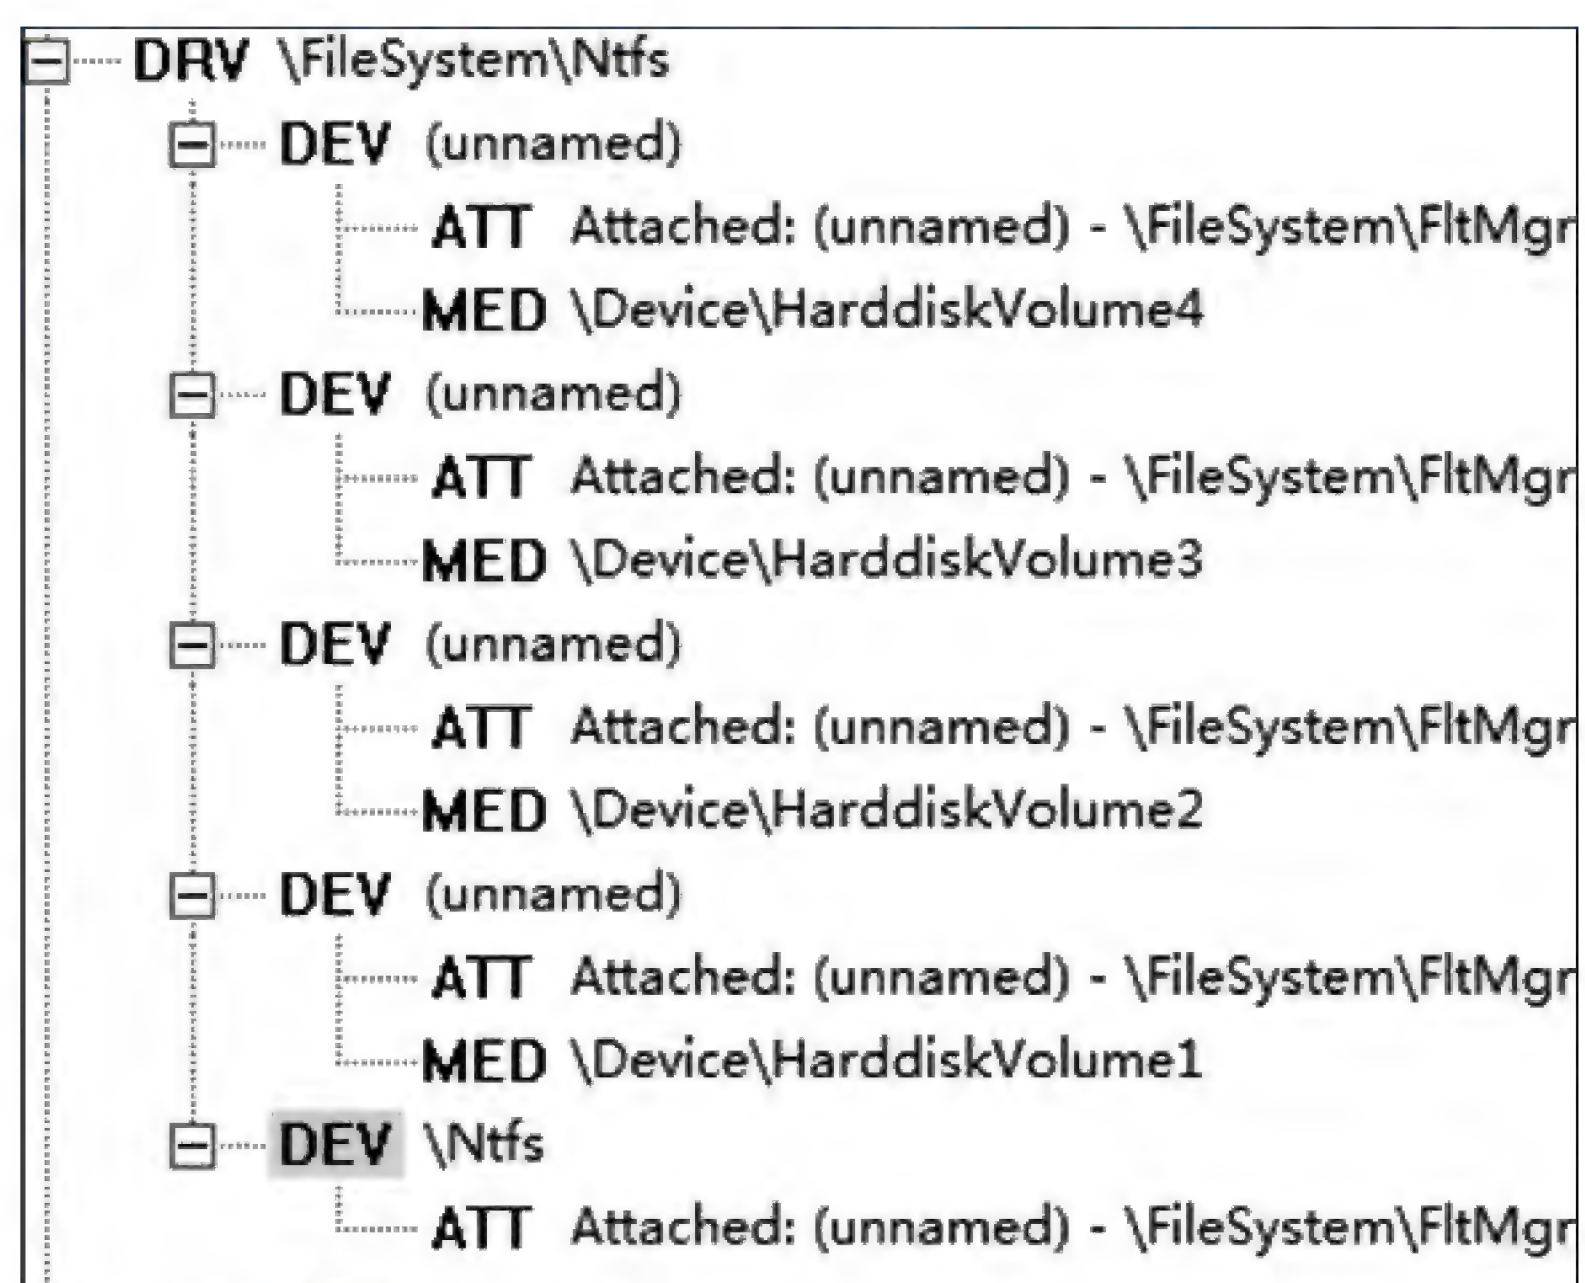 DRV \FileSystem\Ntfs
DEV (unnamed)
ATT Attached: (unnamed) - \FileSystem\FltMgr
MED \Device\HarddiskVolume4
DEV (unnamed)
ATT Attached: (unnamed) - \FileSystem\FltMgr
MED \Device\HarddiskVolume3
DEV (unnamed)
ATT Attached: (unnamed) - \FileSystem\FltMgr
MED \Device\HarddiskVolume2
DEV (unnamed)
ATT Attached: (unnamed) - \FileSystem\FltMgr
MED \Device\HarddiskVolume1
DEV \Ntfs
ATT Attached: (unnamed) - \FileSystem\FltMgr